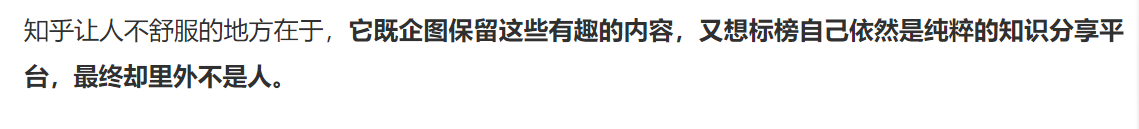 知乎让人不舒服的地方在于，它既企图保留这些有趣的内容，又想标榜自己依然是纯粹的知识分享平
台，最终却里外不是人。